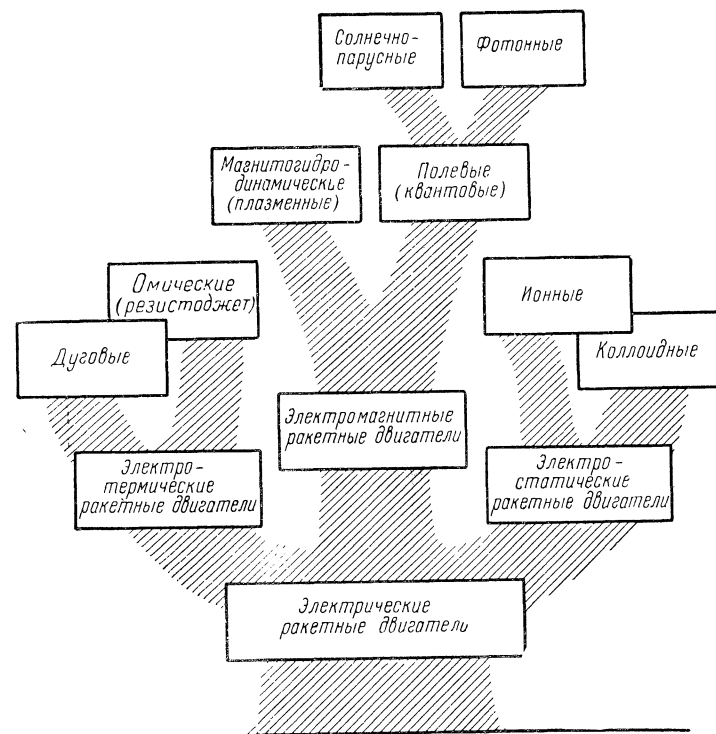 Солнечно-
парусные
Фотонные
Магнитогидро-
динамические
(плазменные)
Полевые
(квантовые)
Омические
(резистоджет)
Ионные
Дуговые
Коллоидные
Электромагнитные
ракетные двигатели
Электро-
термические
ракетные двигатели
Электро-
статические
ракетные двигатели
Электрические
ракетные двигатели